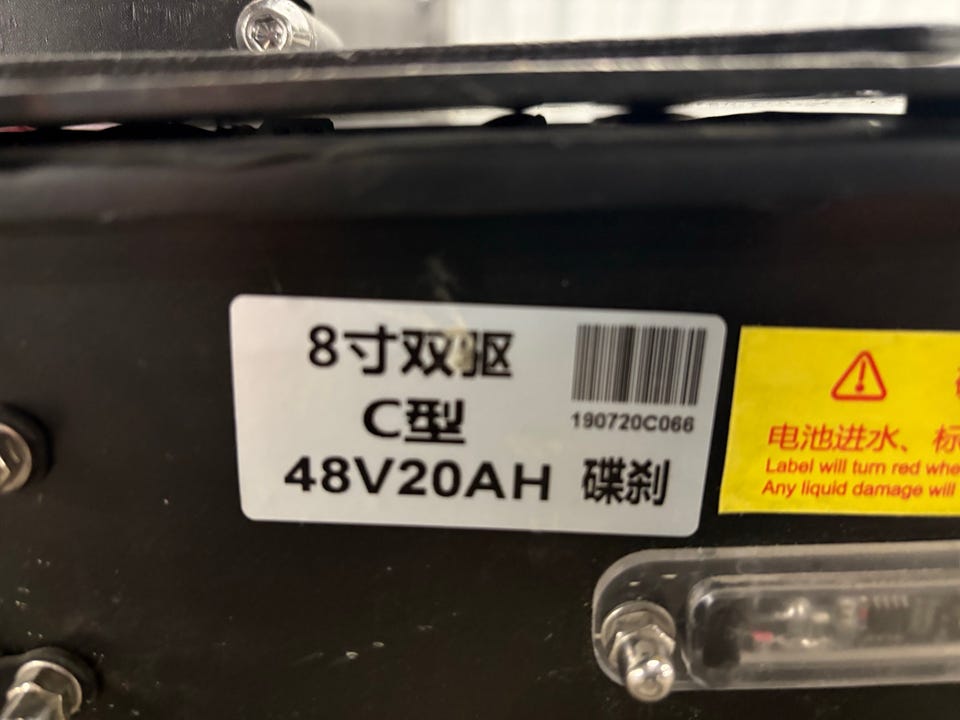 8寸双驱
C型
48V20AH 碟刹
190720C066
电池进水、标
Label will turn red whe
Any liquid damage will